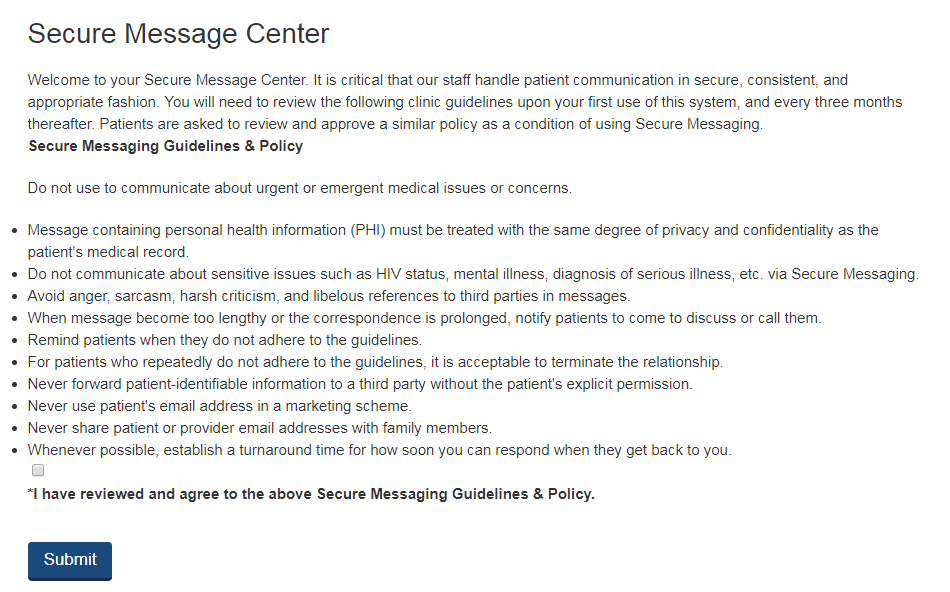 Secure Message Center
Welcome to your Secure Message Center. It is critical that our staff handle patient communication in secure, consistent, and
appropriate fashion. You will need to review the following clinic guidelines upon your first use of this system, and every three months
thereafter. Patients are asked to review and approve a similar policy as a condition of using Secure Messaging.
Secure Messaging Guidelines & Policy
Do not use to communicate about urgent or emergent medical issues or concerns.
• Message containing personal health information (PHI) must be treated with the same degree of privacy and confidentiality as the
patient's medical record.
• Do not communicate about sensitive issues such as HIV status, mental illness, diagnosis of serious illness, etc. via Secure Messaging.
• Avoid anger, sarcasm, harsh criticism, and libelous references to third parties in messages.
• When message become too lengthy or the correspondence is prolonged, notify patients to come to discuss or call them.
• Remind patients when they do not adhere to the guidelines.
• For patients who repeatedly do not adhere to the guidelines, it is acceptable to terminate the relationship.
• Never forward patient-identifiable information to a third party without the patient's explicit permission.
• Never use patient's email address in a marketing scheme.
• Never share patient or provider email addresses with family members.
• Whenever possible, establish a turnaround time for how soon you can respond when they get back to you.
*I have reviewed and agree to the above Secure Messaging Guidelines & Policy.
Submit